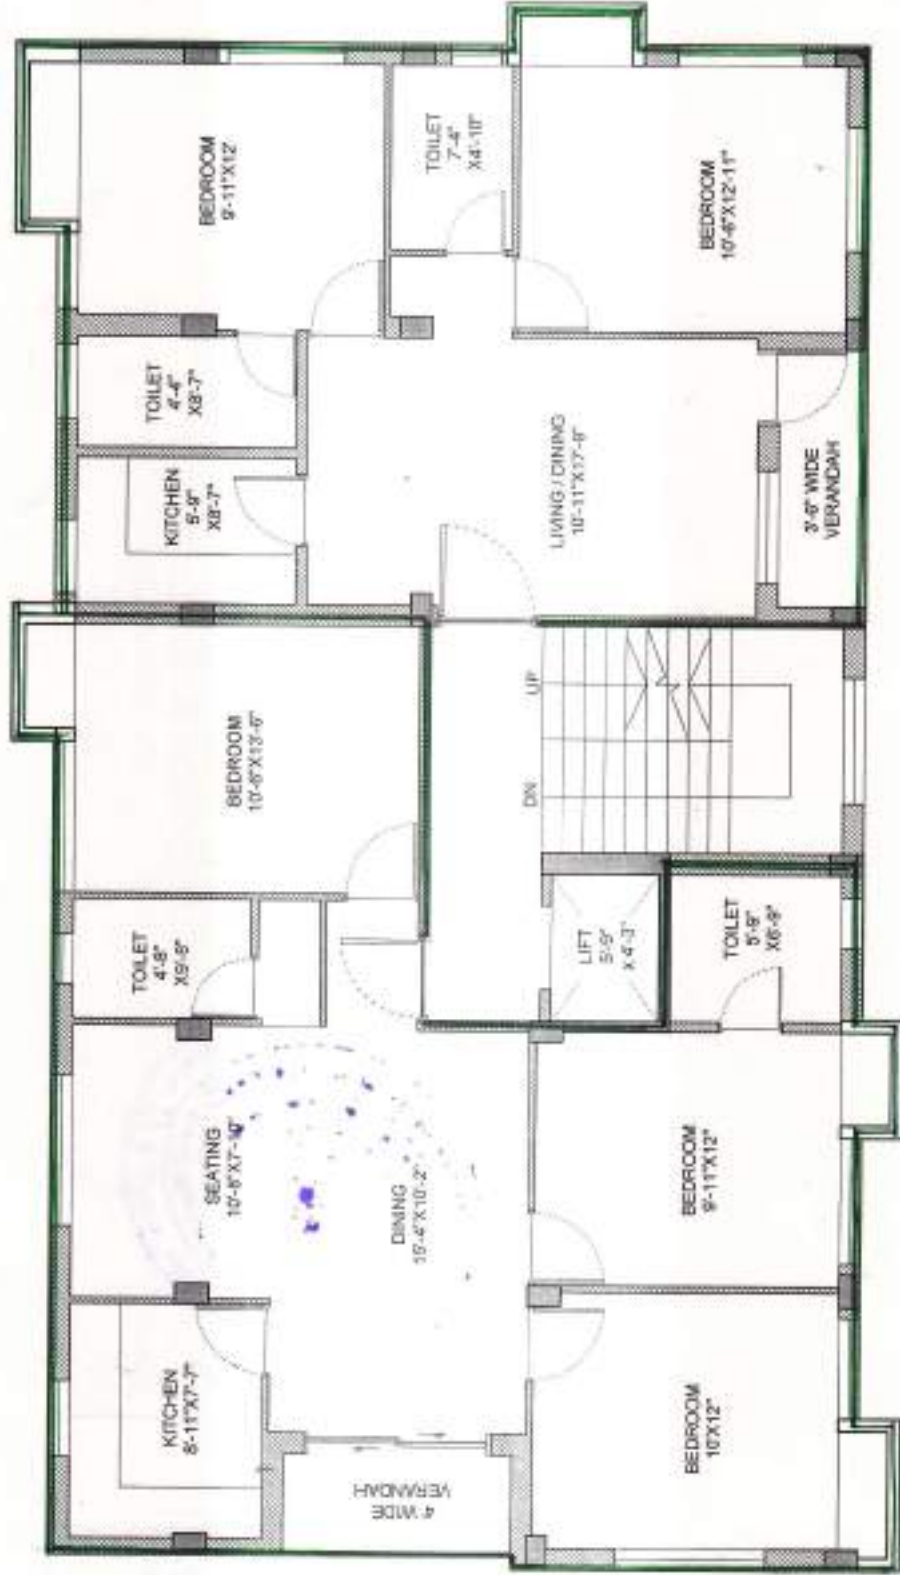 BEDROOM
9'-11"X12'
TOILET
7'-4"
X4'-10"
BEDROOM
10'-6"X12'-11"
TOILET
4'-6"
X8'-7"
KITCHEN
5'-9"
X8'-7"
LIVING / DINING
10'-11"X17'-9"
3'-6" WIDE
VERANDAH
BEDROOM
10'-6"X13'-6"
UP
DN
TOILET
4'-8"
LIFT
5'-9"
X 4'-3"
TOILET
5'-9"
X6'-9"
SEATING
DINING
BEDROOM
9'-11"X12"
KITCHEN
8'-11"X7'-7"
BEDROOM
10'X12"
4' WIDE
VERANDAH